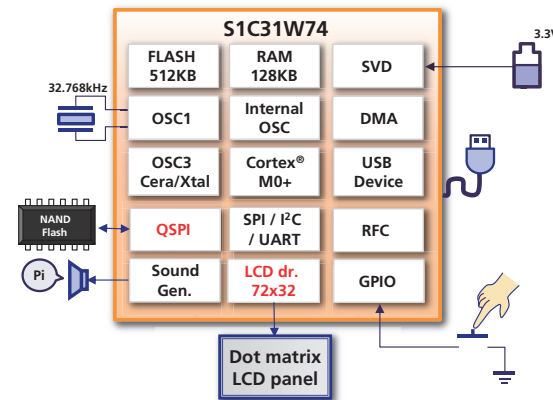 S1C31W74
3.3V
FLASH
512KB
RAM
128KB
SVD
32.768kHz
OSC1
Internal
OSC
DMA
OSC3
Cera/Xtal
Cortex®
M0+
USB
Device
NAND
Flash
QSPI
SPI / I²C
/ UART
RFC
Pi
Sound
Gen.
LCD dr.
72x32
GPIO
Dot matrix
LCD panel